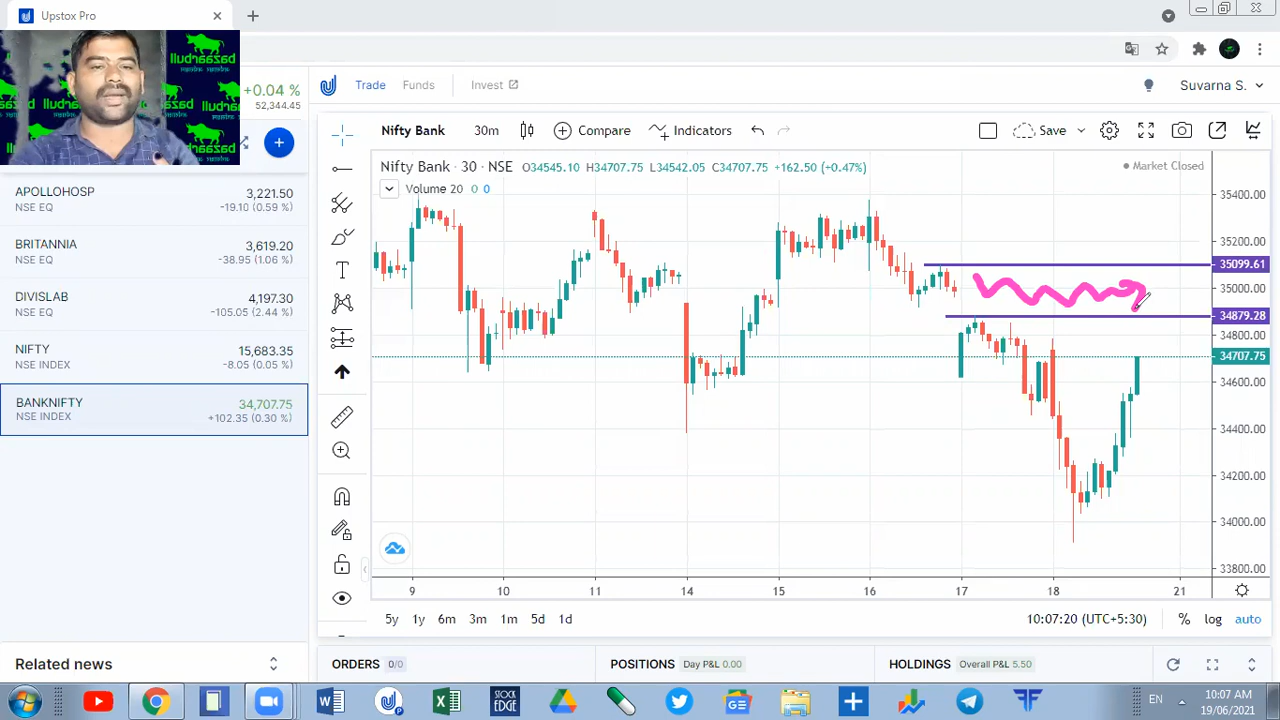 Upstox Pro
+0.04 %
52,344.45
Trade Funds Invest
Suvarna S.
APOLLOHOSP 3,221.50
NSE EQ -19.10 (0.59 %)
BRITANNIA 3,619.20
NSE EQ -38.95 (1.06 %)
DIVISLAB 4,197.30
NSE EQ -105.05 (2.44 %)
NIFTY 15,683.35
NSE INDEX -8.05 (0.05 %)
BANKNIFTY 34,707.75
NSE INDEX +102.35 (0.30 %)
Related news
Nifty Bank 30m Compare Indicators Save
Nifty Bank · 30 · NSE O34545.10 H34707.75 L34542.05 C34707.75 +162.50 (+0.47%)
Market Closed
Volume 20 0 0
35400.00
35200.00
35099.61
35000.00
34879.28
34800.00
34707.75
34600.00
34400.00
34200.00
34000.00
33800.00
9 10 11 14 15 16 17 18 21
5y 1y 6m 3m 1m 5d 1d
10:07:20 (UTC+5:30) % log auto
ORDERS 0/0 POSITIONS Day P&L 0.00 HOLDINGS Overall P&L 5.50
STOCK
EDGE
EN
10:07 AM
19/06/2021